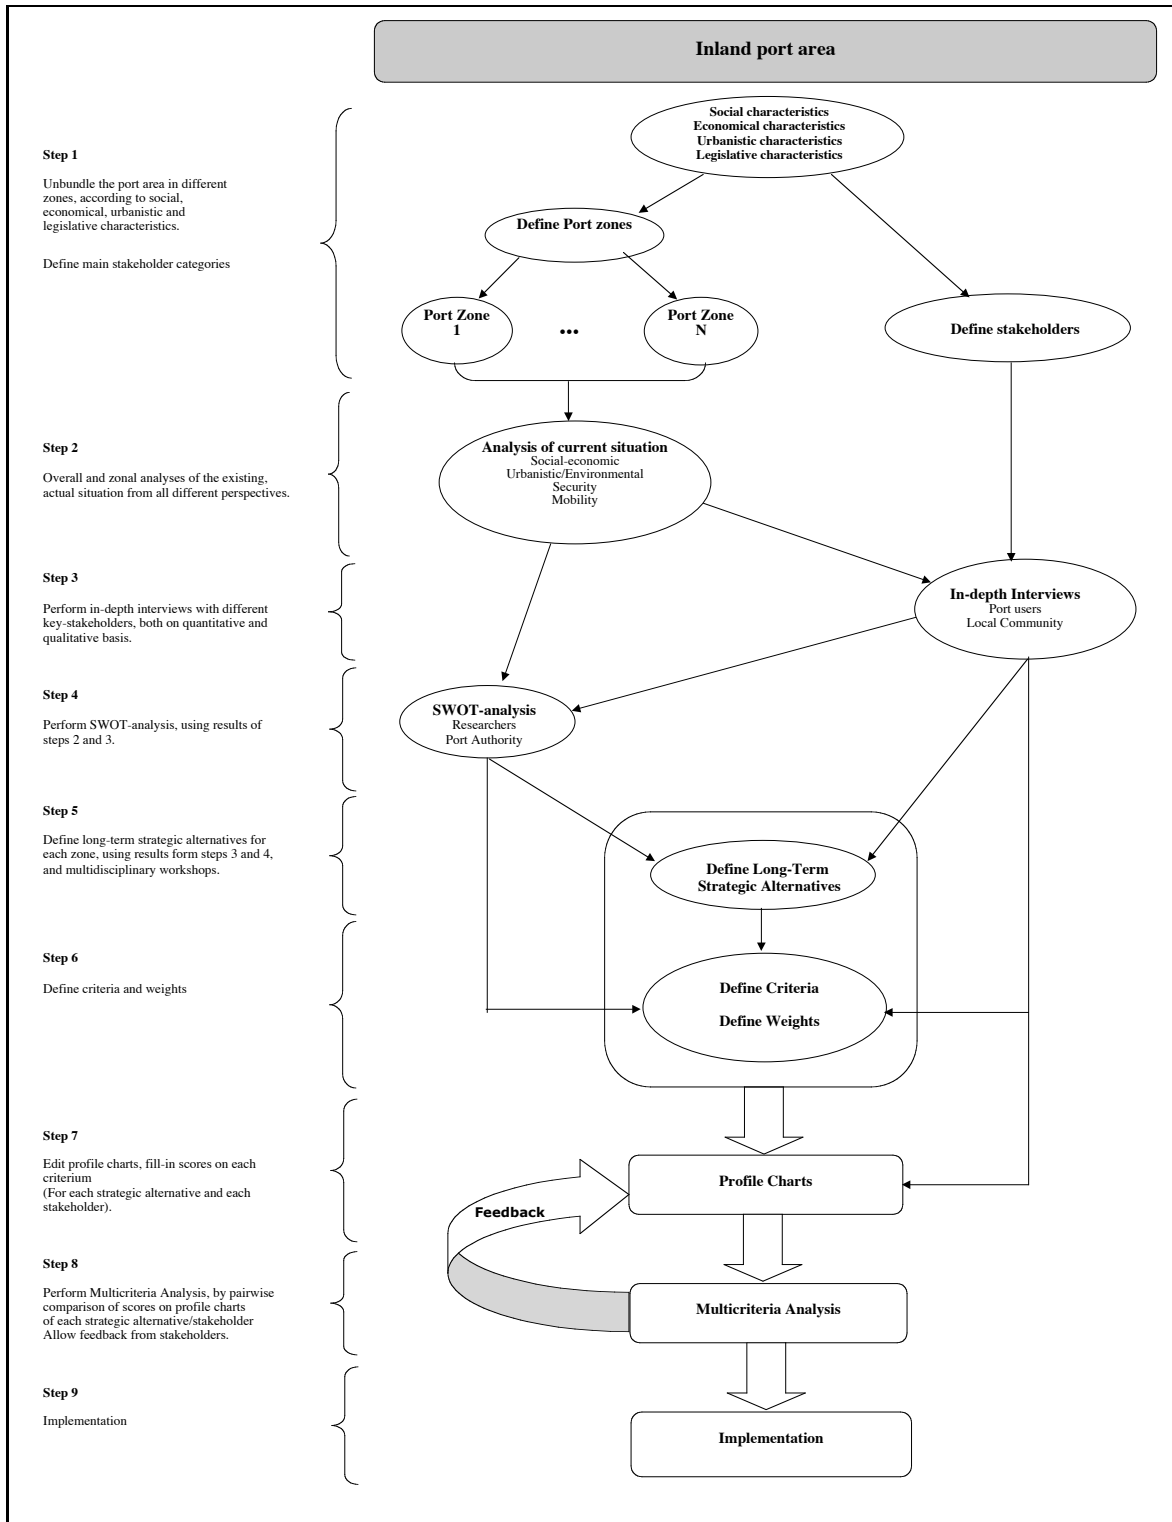 Inland port area
Social characteristics
Economical characteristics
Urbanistic characteristics
Legislative characteristics
Step 1
Unbundle the port area in different
zones, according to social,
economical, urbanistic and
legislative characteristics.
Define main stakeholder categories
Define Port zones
Port Zone
1
...
Port Zone
N
Define stakeholders
Step 2
Overall and zonal analyses of the existing,
actual situation from all different perspectives.
Analysis of current situation
Social-economic
Urbanistic/Environmental
Security
Mobility
Step 3
Perform in-depth interviews with different
key-stakeholders, both on quantitative and
qualitative basis.
In-depth Interviews
Port users
Local Community
Step 4
Perform SWOT-analysis, using results of
steps 2 and 3.
SWOT-analysis
Researchers
Port Authority
Step 5
Define long-term strategic alternatives for
each zone, using results form steps 3 and 4,
and multidisciplinary workshops.
Define Long-Term
Strategic Alternatives
Step 6
Define criteria and weights
Define Criteria
Define Weights
Step 7
Edit profile charts, fill-in scores on each
criterium
(For each strategic alternative and each
stakeholder).
Profile Charts
Feedback
Step 8
Perform Multicriteria Analysis, by pairwise
comparison of scores on profile charts
of each strategic alternative/stakeholder
Allow feedback from stakeholders.
Multicriteria Analysis
Step 9
Implementation
Implementation